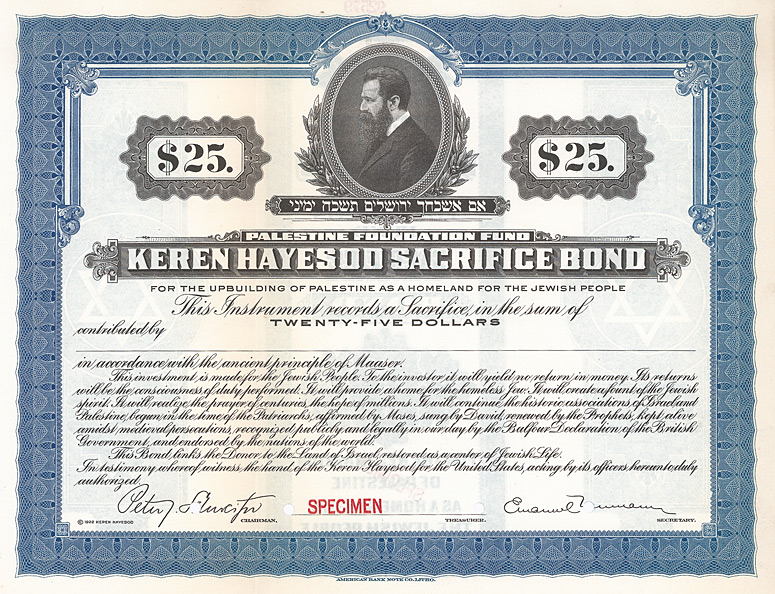 $25.
$25.
אם אשכחך ירושלים תשכח ימיני
PALESTINE FOUNDATION FUND
KEREN HAYESOD SACRIFICE BOND
FOR THE UPBUILDING OF PALESTINE AS A HOMELAND FOR THE JEWISH PEOPLE
This Instrument records a Sacrifice, in the sum of
TWENTY-FIVE DOLLARS
contributed by
in accordance with the ancient principle of Maaser.
This investment is made for the Jewish People. To the investor it will yield no return in money. Its returns
will be the consciousness of duty performed. It will provide a home for the homeless Jew. It will create a fount of the Jewish
spirit. It will realize the prayer of centuries, the hope of millions. It will continue the historic associations of Israel and
Palestine, begun in the time of the Patriarchs, affirmed by Moses, sung by David, renewed by the Prophets, kept alive
amidst medieval persecutions, recognized publicly and legally in our day by the Balfour Declaration of the British
Government, and endorsed by the nations of the world.
This Bond links the Donor to the Land of Israel, restored as a center of Jewish Life.
In testimony whereof, witness the hand of the Keren Hayesod for the United States, acting by its officers hereunto duly
authorized.
SPECIMEN
Emanuel Neumann
© 1922 KEREN HAYESOD
CHAIRMAN,
TREASURER.
SECRETARY.
AMERICAN BANK NOTE CO. LITHO.